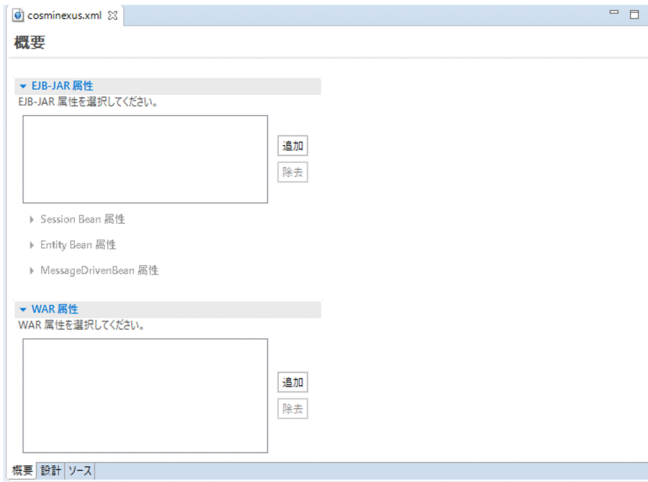 cosminexus.xml
概要
EJB-JAR 属性
EJB-JAR 属性を選択してください。
追加
除去
Session Bean 属性
Entity Bean 属性
MessageDrivenBean 属性
WAR 属性
WAR 属性を選択してください。
追加
除去
概要 設計 ソース